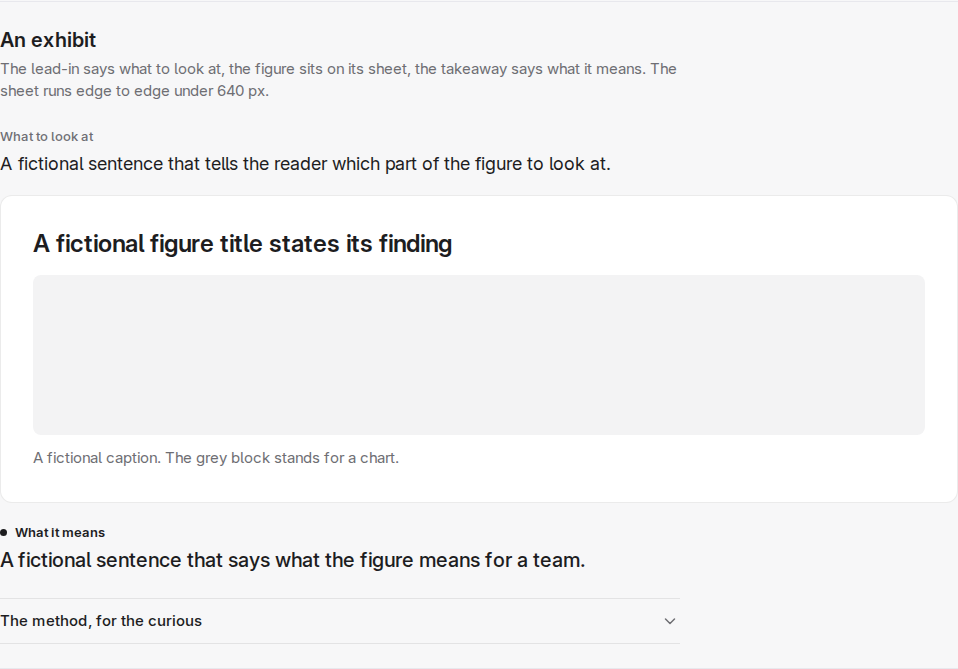 An exhibit
The lead-in says what to look at, the figure sits on its sheet, the takeaway says what it means. The
sheet runs edge to edge under 640 px.
What to look at
A fictional sentence that tells the reader which part of the figure to look at.
A fictional figure title states its finding
A fictional caption. The grey block stands for a chart.
What it means
A fictional sentence that says what the figure means for a team.
The method, for the curious